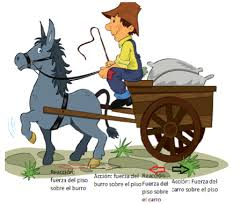 Reacción:
fuerza del piso
sobre el burro
Acción: fuerza del
burro sobre el piso
Reacción:
Fuerza del
piso sobre
el carro
Acción: Fuerza del
carro sobre el piso